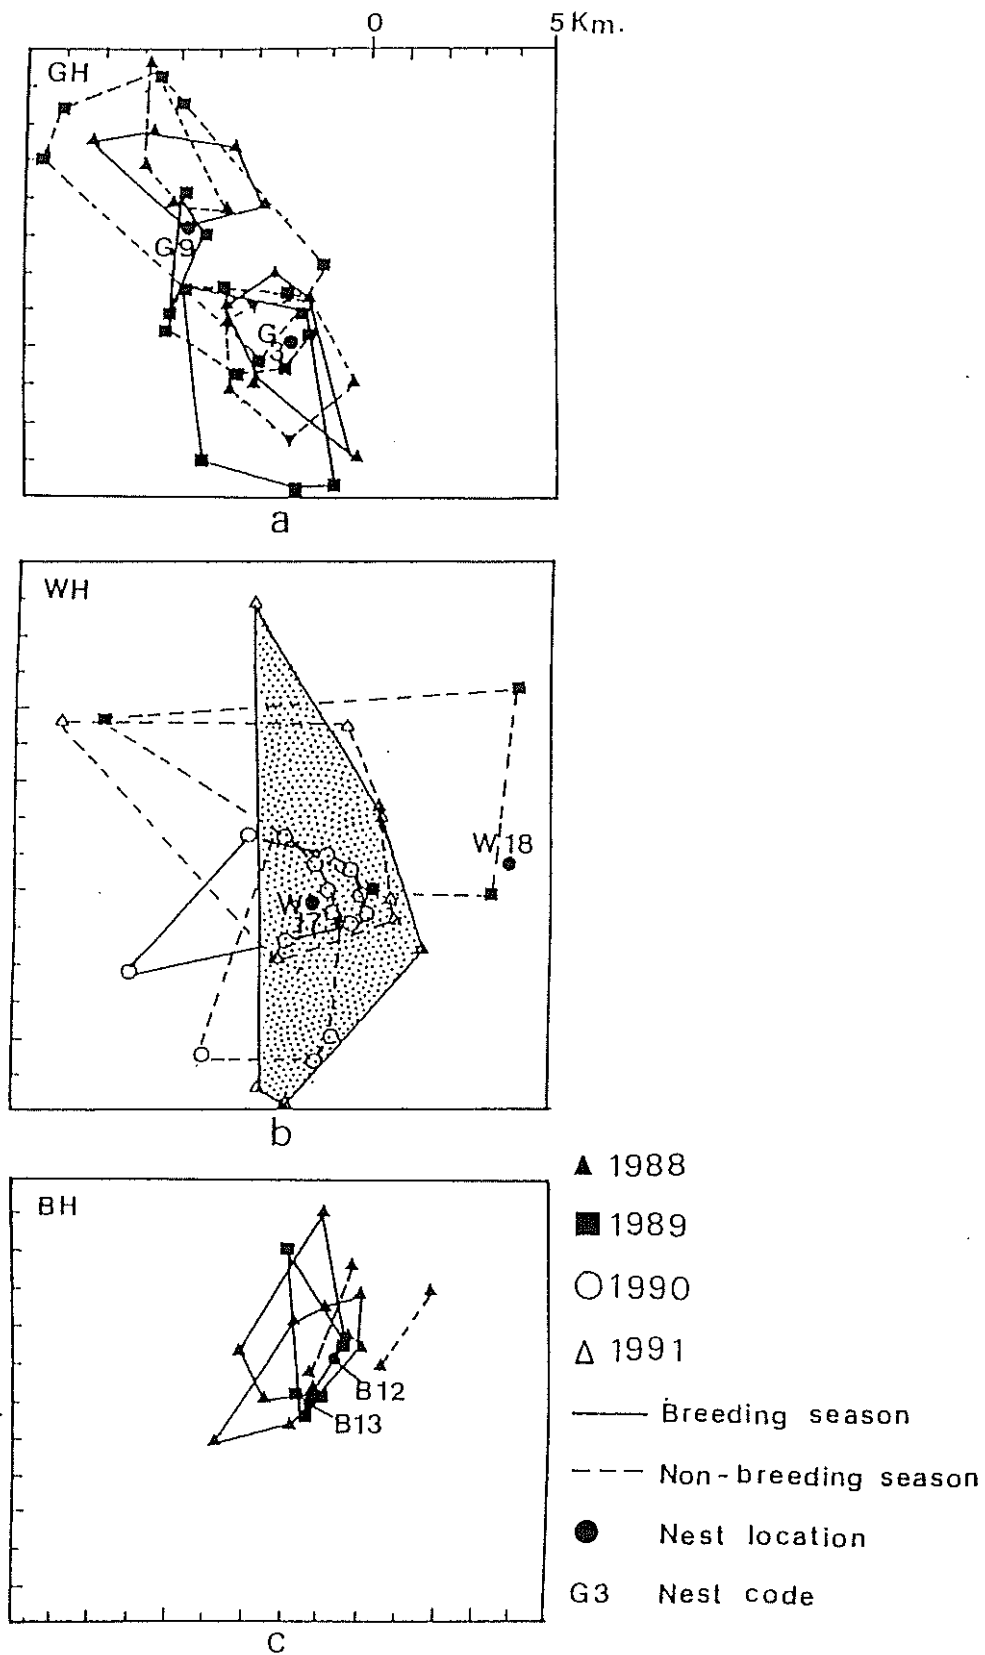 0 5 Km.
GH
G9
G
3
a
WH
W 18
W
17
b
BH
B12
B13
C
1988
1989
1990
1991
Breeding season
Non-breeding season
Nest location
G3 Nest code